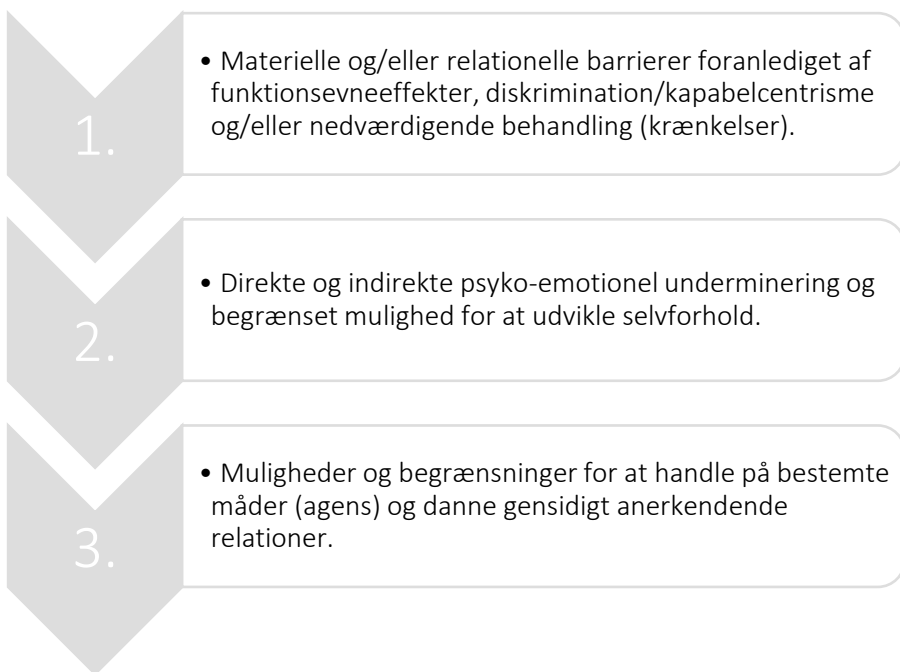 1.
• Materielle og/eller relationelle barrierer foranlediget af
funktionsevneeffekter, diskrimination/kapabelcentrisme
og/eller nedværdigende behandling (krænkelser).
2.
• Direkte og indirekte psyko-emotionel underminering og
begrænset mulighed for at udvikle selvforhold.
3.
• Muligheder og begrænsninger for at handle på bestemte
måder (agens) og danne gensidigt anerkendende
relationer.